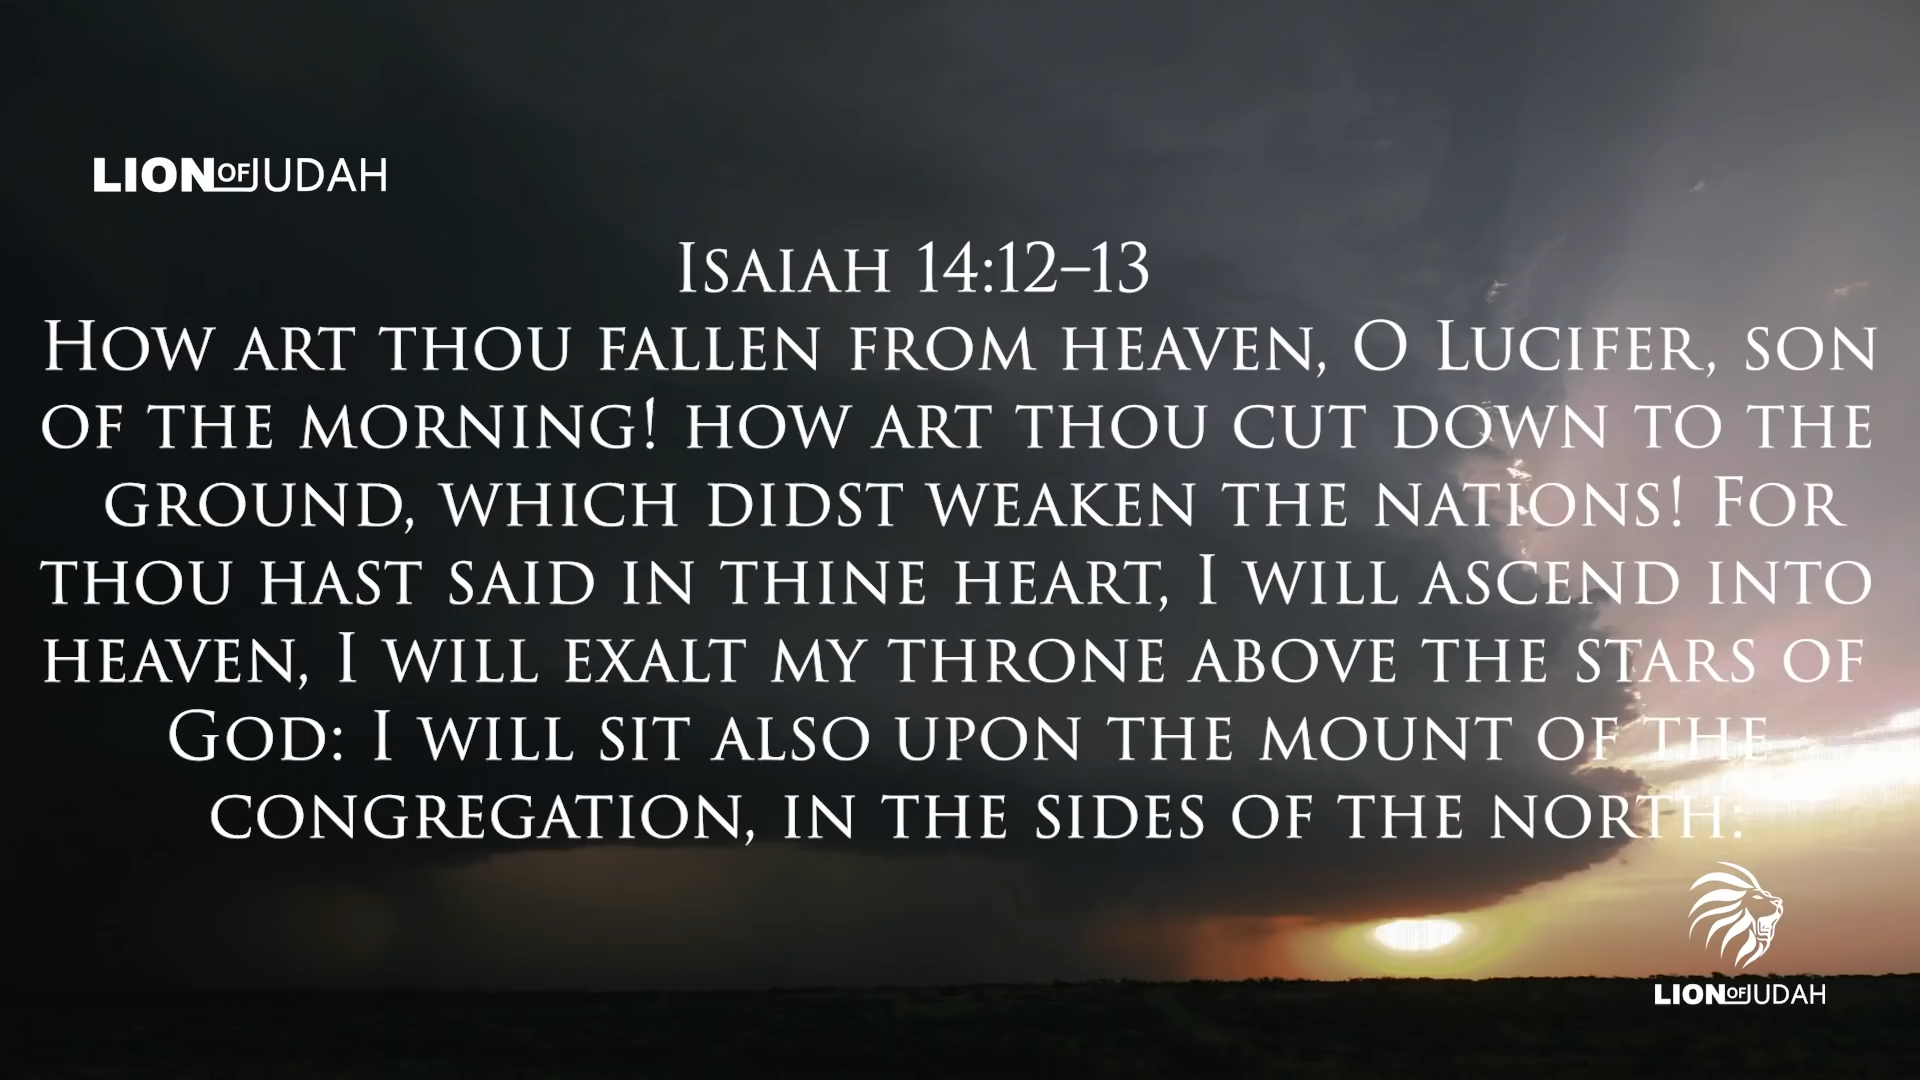 LION OF JUDAH
Isaiah 14:12–13
How art thou fallen from heaven, O Lucifer, son
of the morning! how art thou cut down to the
ground, which didst weaken the nations! For
thou hast said in thine heart, I will ascend into
heaven, I will exalt my throne above the stars of
God: I will sit also upon the mount of the
congregation, in the sides of the north:
LION OF JUDAH